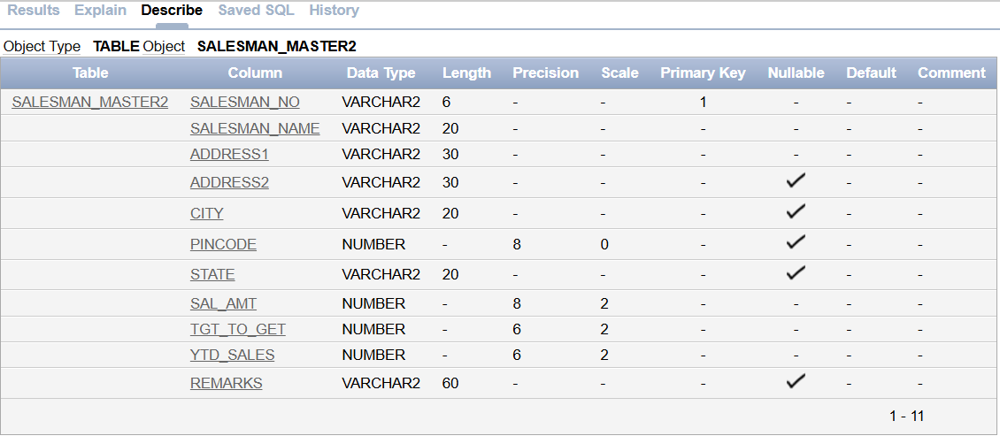 Results Explain Describe Saved SQL History
Object Type TABLE Object SALESMAN_MASTER2
Table Column Data Type Length Precision Scale Primary Key Nullable Default Comment
SALESMAN_MASTER2 SALESMAN_NO VARCHAR2 6 - - 1 - - -
SALESMAN_NAME VARCHAR2 20 - - - - - -
ADDRESS1 VARCHAR2 30 - - - - - -
ADDRESS2 VARCHAR2 30 - - - ✓ - -
CITY VARCHAR2 20 - - - ✓ - -
PINCODE NUMBER - 8 0 - ✓ - -
STATE VARCHAR2 20 - - - ✓ - -
SAL_AMT NUMBER - 8 2 - - - -
TGT_TO_GET NUMBER - 6 2 - - - -
YTD_SALES NUMBER - 6 2 - - - -
REMARKS VARCHAR2 60 - - - ✓ - -
1 - 11